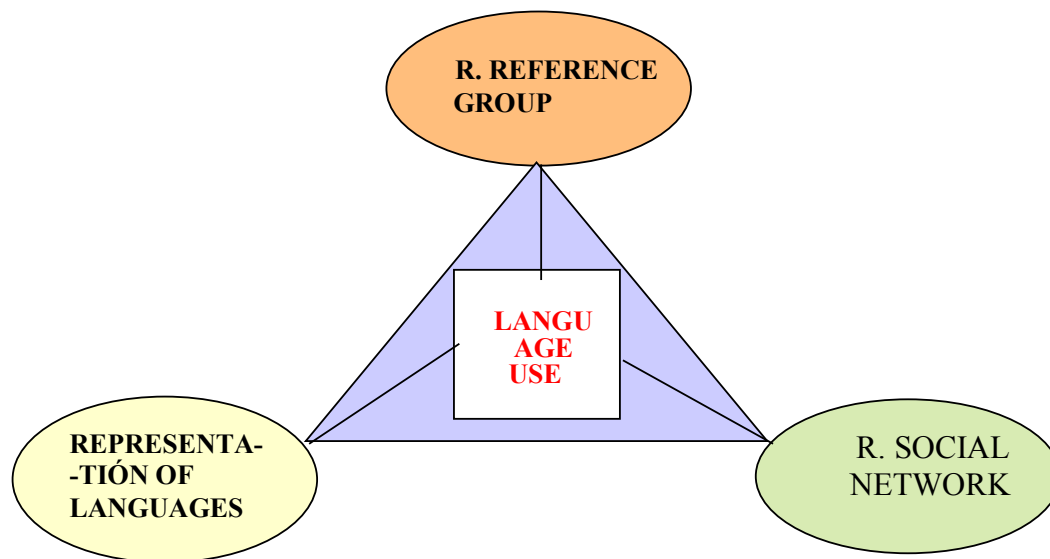 R. REFERENCE
GROUP
LANGU
AGE
USE
REPRESENTA-
-TIÓN OF
LANGUAGES
R. SOCIAL
NETWORK